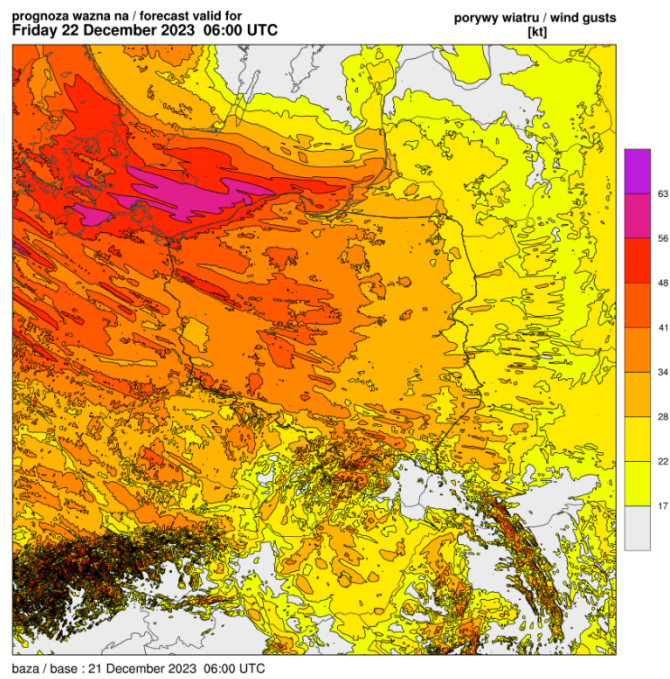 prognoza wazna na / forecast valid for
Friday 22 December 2023 06:00 UTC
porywy wiatru / wind gusts
[kt]
63
56
48
41
34
28
22
17
baza / base : 21 December 2023 06:00 UTC